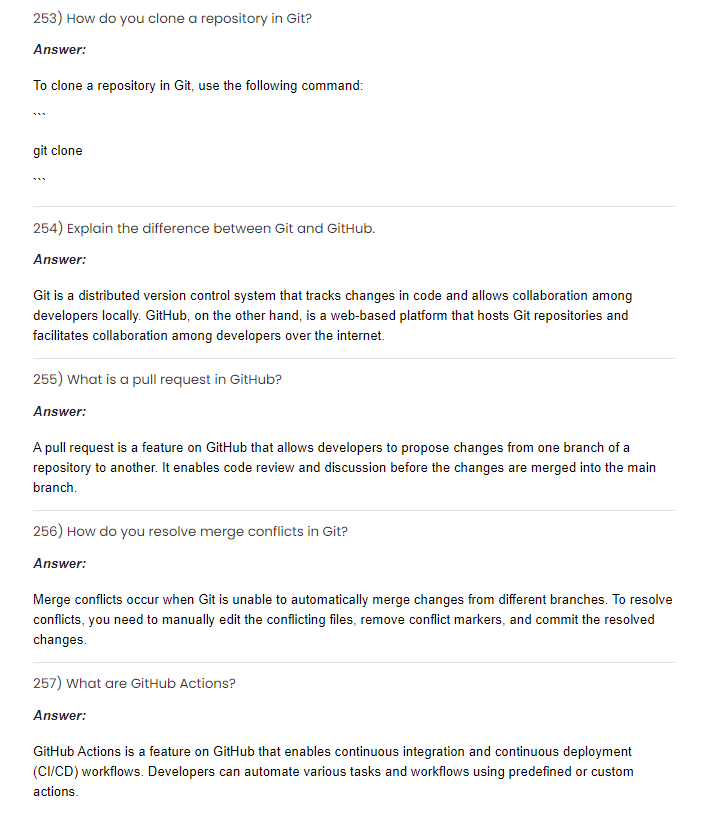 253) How do you clone a repository in Git?
Answer:
To clone a repository in Git, use the following command:
```
git clone
```
254) Explain the difference between Git and GitHub.
Answer:
Git is a distributed version control system that tracks changes in code and allows collaboration among
developers locally. GitHub, on the other hand, is a web-based platform that hosts Git repositories and
facilitates collaboration among developers over the internet.
255) What is a pull request in GitHub?
Answer:
A pull request is a feature on GitHub that allows developers to propose changes from one branch of a
repository to another. It enables code review and discussion before the changes are merged into the main
branch.
256) How do you resolve merge conflicts in Git?
Answer:
Merge conflicts occur when Git is unable to automatically merge changes from different branches. To resolve
conflicts, you need to manually edit the conflicting files, remove conflict markers, and commit the resolved
changes.
257) What are GitHub Actions?
Answer:
GitHub Actions is a feature on GitHub that enables continuous integration and continuous deployment
(CI/CD) workflows. Developers can automate various tasks and workflows using predefined or custom
actions.